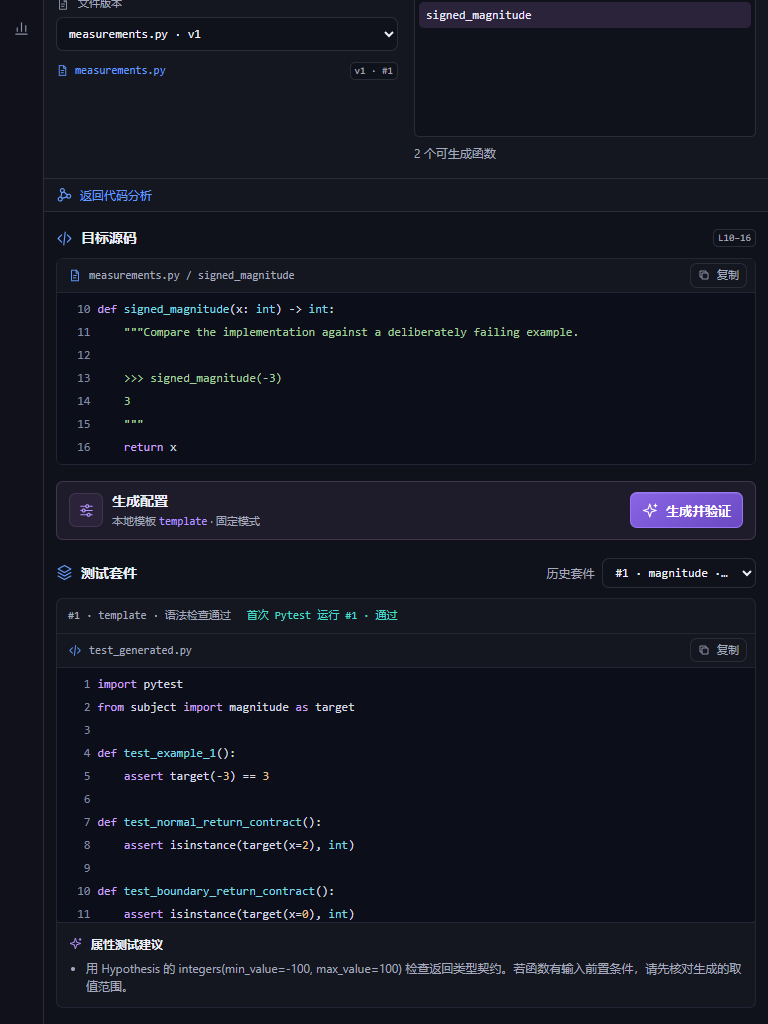 文件版本
measurements.py · v1
measurements.py
v1 · #1
signed_magnitude
2 个可生成函数
返回代码分析
目标源码
L10–16
measurements.py / signed_magnitude
复制
10 def signed_magnitude(x: int) -> int:
11     """Compare the implementation against a deliberately failing example.
12
13     >>> signed_magnitude(-3)
14     3
15     """
16     return x
生成配置
本地模板 template · 固定模式
生成并验证
测试套件
历史套件
#1 · magnitude ·…
#1 · template · 语法检查通过
首次 Pytest 运行 #1 · 通过
test_generated.py
复制
1 import pytest
2 from subject import magnitude as target
3
4 def test_example_1():
5     assert target(-3) == 3
6
7 def test_normal_return_contract():
8     assert isinstance(target(x=2), int)
9
10 def test_boundary_return_contract():
11     assert isinstance(target(x=0), int)
属性测试建议
• 用 Hypothesis 的 integers(min_value=-100, max_value=100) 检查返回类型契约。若函数有输入前置条件，请先核对生成的取
值范围。